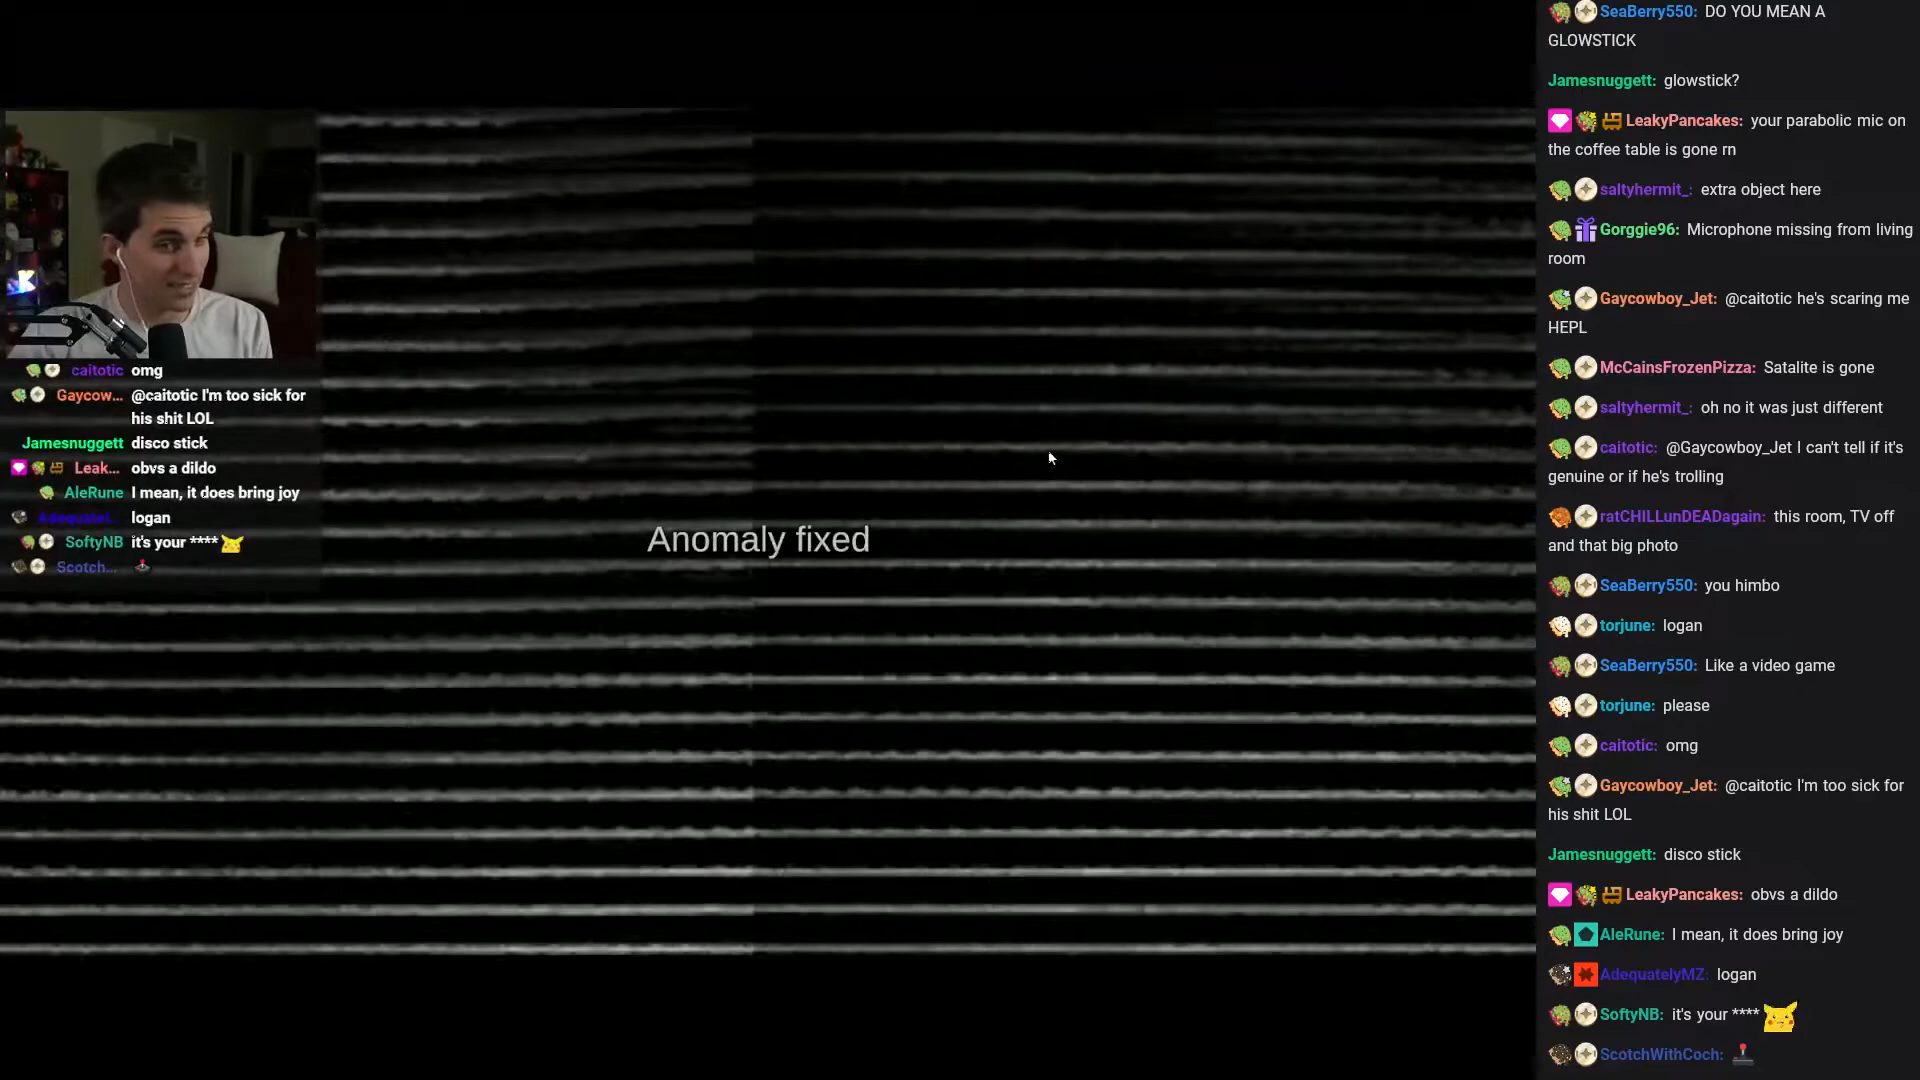 caitotic omg
Gaycow... @caitotic I'm too sick for
his shit LOL
Jamesnuggett disco stick
Leak... obvs a dildo
AleRune I mean, it does bring joy
Adequatel... logan
SoftyNB it's your ****
Scotch...
Anomaly fixed
SeaBerry550: DO YOU MEAN A
GLOWSTICK
Jamesnuggett: glowstick?
LeakyPancakes: your parabolic mic on
the coffee table is gone rn
saltyhermit_: extra object here
Gorggie96: Microphone missing from living
room
Gaycowboy_Jet: @caitotic he's scaring me
HEPL
McCainsFrozenPizza: Satalite is gone
saltyhermit_: oh no it was just different
caitotic: @Gaycowboy_Jet I can't tell if it's
genuine or if he's trolling
ratCHILLunDEADagain: this room, TV off
and that big photo
SeaBerry550: you himbo
torjune: logan
SeaBerry550: Like a video game
torjune: please
caitotic: omg
Gaycowboy_Jet: @caitotic I'm too sick for
his shit LOL
Jamesnuggett: disco stick
LeakyPancakes: obvs a dildo
AleRune: I mean, it does bring joy
AdequatelyMZ: logan
SoftyNB: it's your ****
ScotchWithCoch: